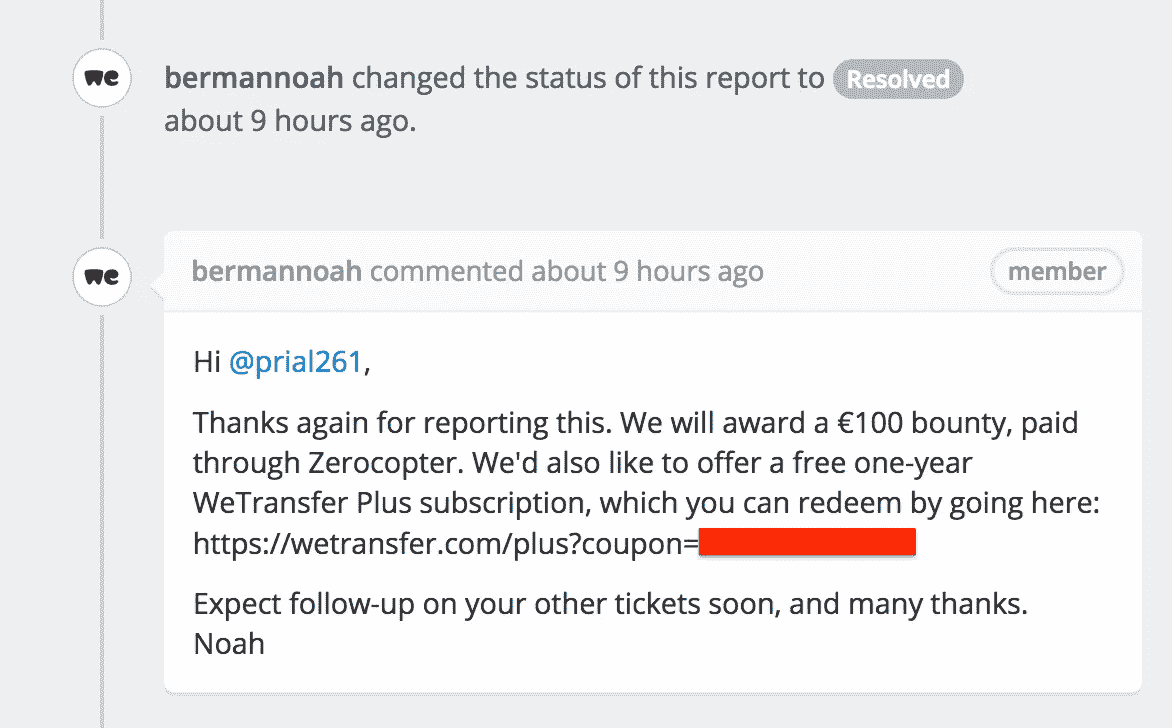 we
bermannoah changed the status of this report to Resolved
about 9 hours ago.
we
bermannoah commented about 9 hours ago member
Hi @prial261,
Thanks again for reporting this. We will award a €100 bounty, paid
through Zerocopter. We'd also like to offer a free one-year
WeTransfer Plus subscription, which you can redeem by going here:
https://wetransfer.com/plus?coupon=
Expect follow-up on your other tickets soon, and many thanks.
Noah